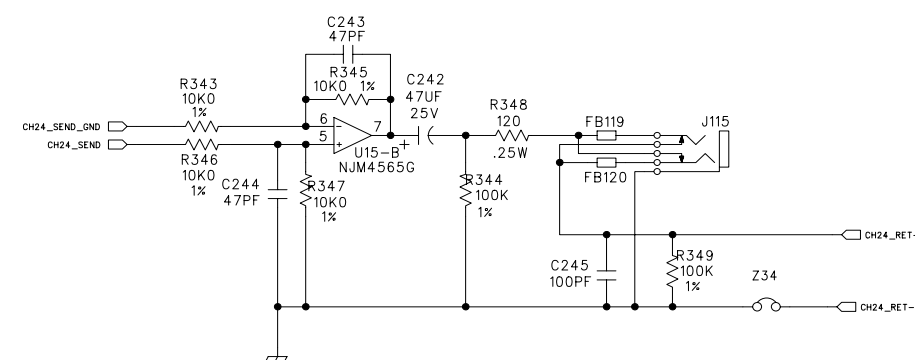 C243
47PF
R343
10K0
1%
R345
10K0 1%
C242
47UF
25V
R348
120
.25W
FB119
J115
CH24_SEND_GND
6
-
7
CH24_SEND
5
+
+
U15-B
NJM4565G
R346
10K0
1%
C244
47PF
R347
10K0
1%
R344
100K
1%
FB120
CH24_RET-
C245
100PF
R349
100K
1%
Z34
CH24_RET-